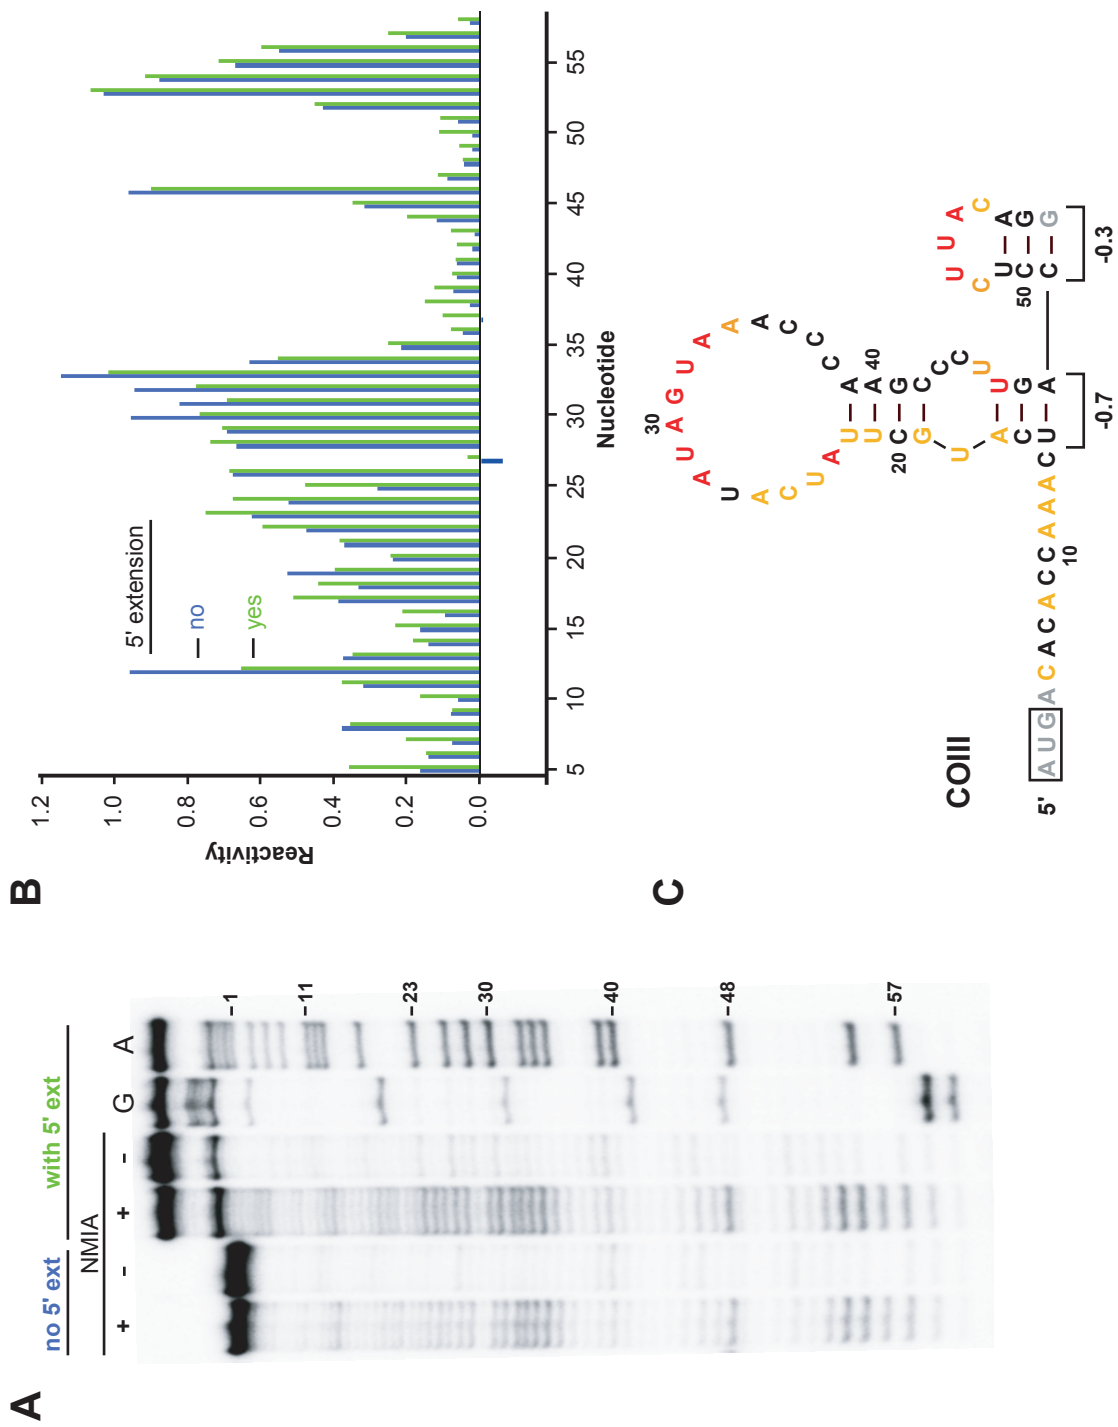 A
no 5' ext
with 5' ext
NMIA
+
-
+
-
G
A
1
11
23
30
40
48
57
B
Reactivity
1.2
1.0
0.8
0.6
0.4
0.2
0.0
5' extension
no
yes
5
10
15
20
25
30
35
40
45
50
55
Nucleotide
C
COIII
5' AUGACACACCAAACUCAUGCUUAUCAUAUAGUAAACCCAAGCCCUUGACCUCUUACAGG
10
20
30
40
50
-0.7
-0.3